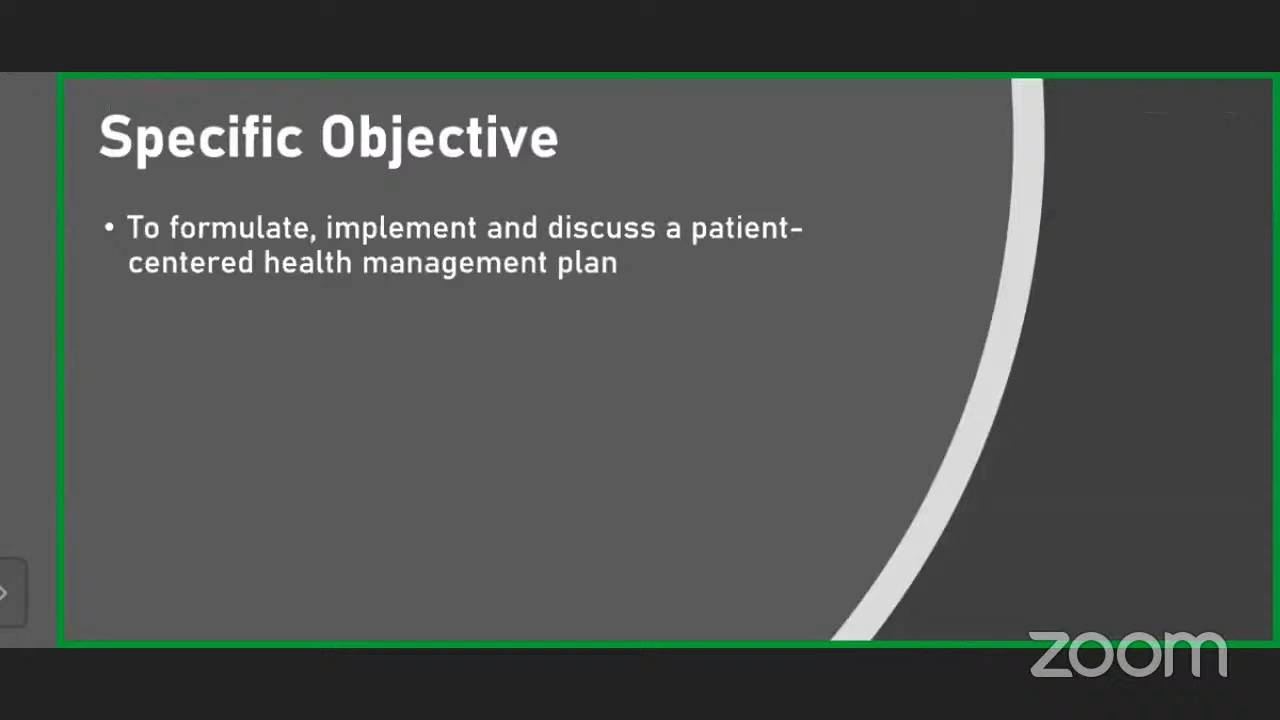 Specific Objective
• To formulate, implement and discuss a patient-
centered health management plan
zoom